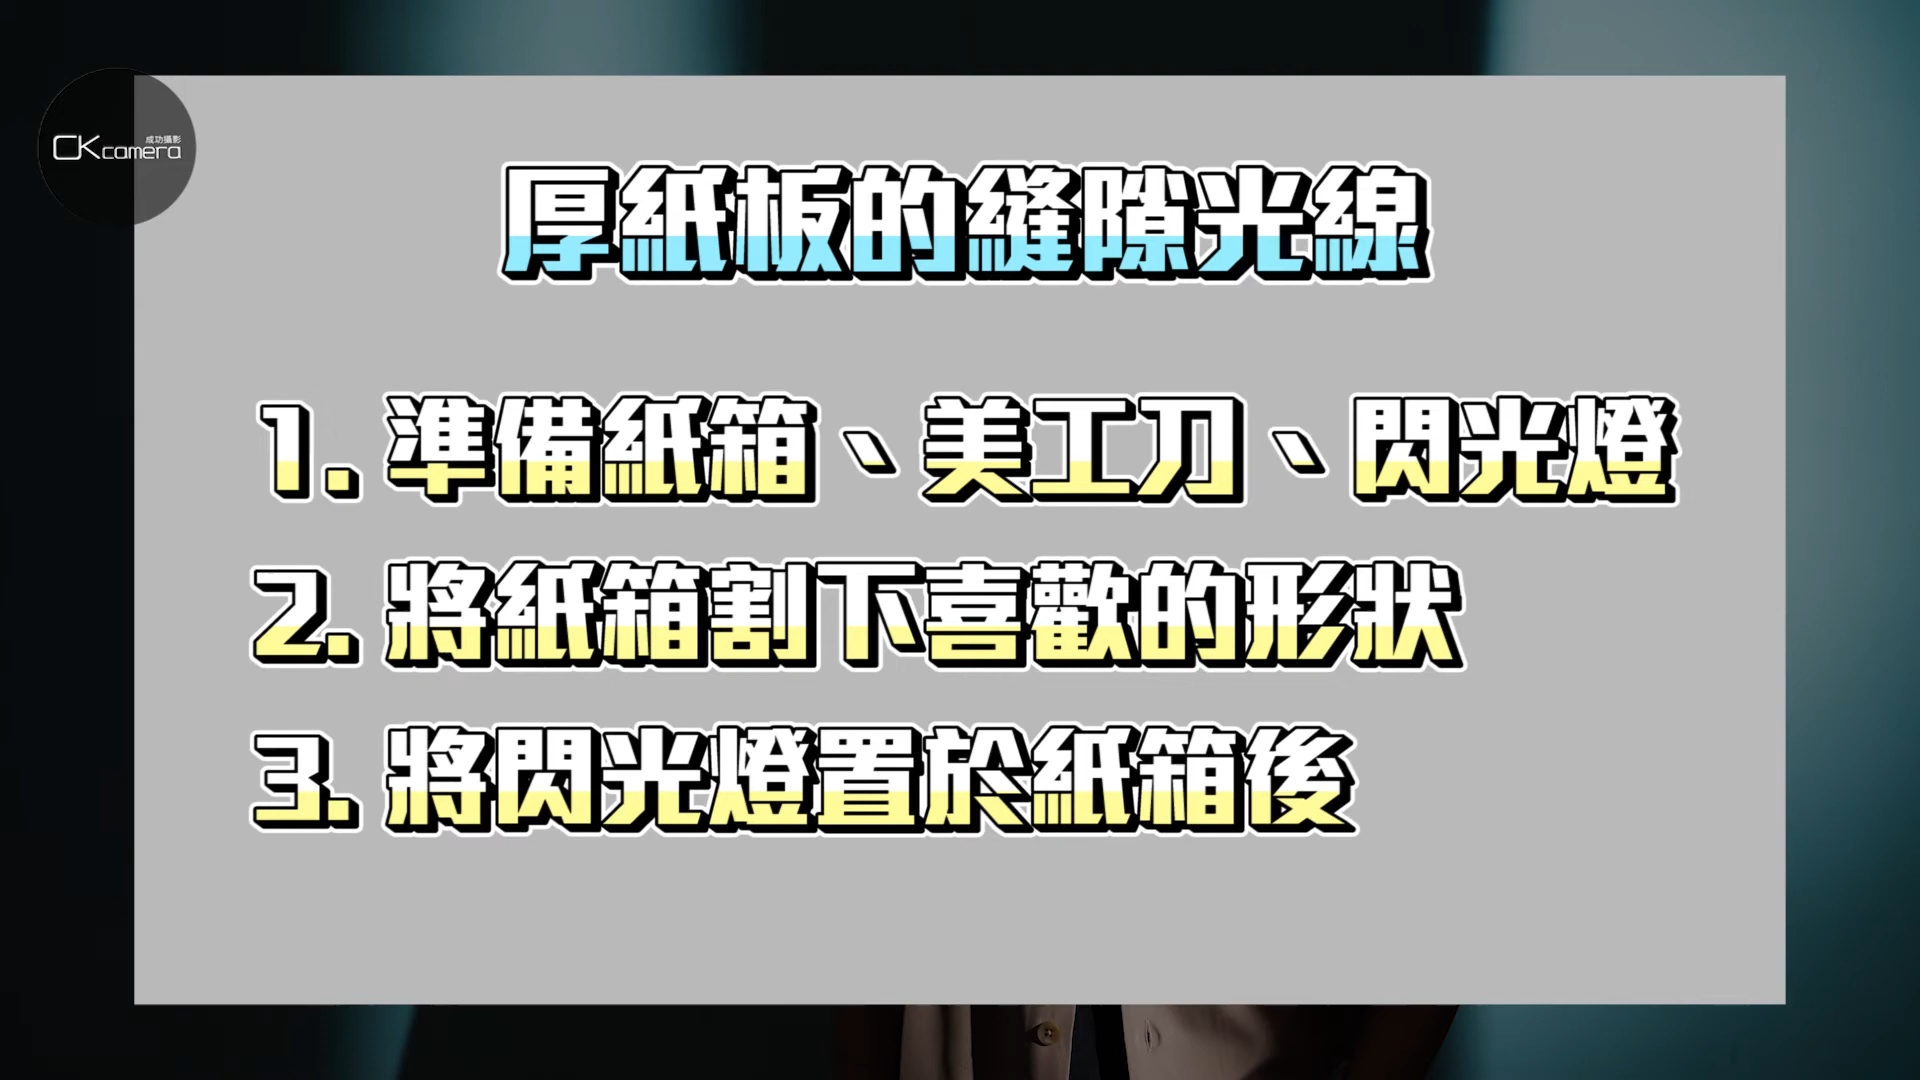 成功攝影
CKcamera
厚紙板的縫隙光線
1. 準備紙箱、美工刀、閃光燈
2. 將紙箱割下喜歡的形狀
3. 將閃光燈置於紙箱後